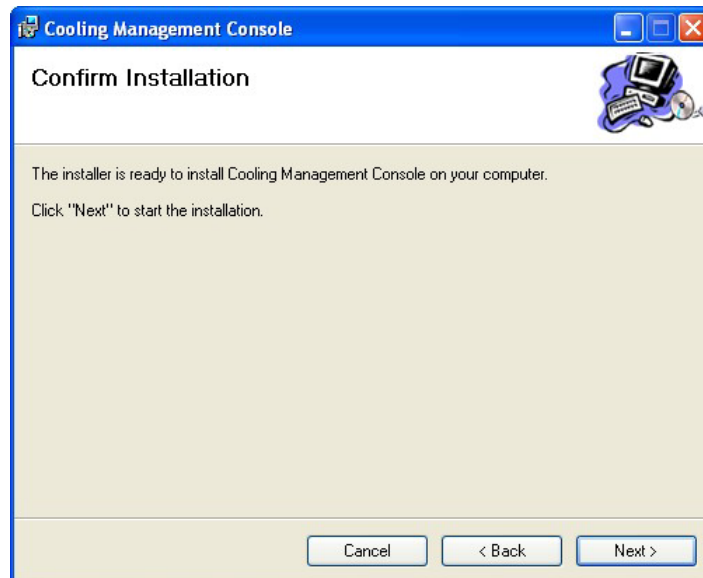 Cooling Management Console
Confirm Installation
The installer is ready to install Cooling Management Console on your computer.
Click "Next" to start the installation.
Cancel
< Back
Next >